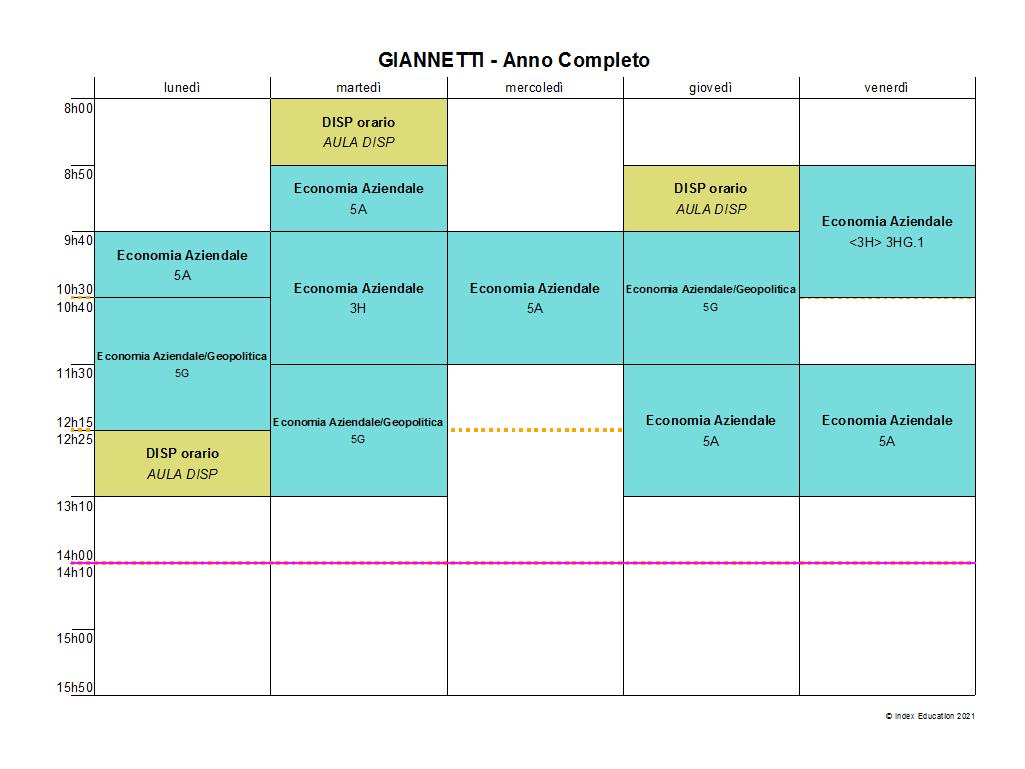 GIANNETTI - Anno Completo
lunedì
martedì
mercoledì
giovedì
venerdì
8h00
DISP orario
AULA DISP
8h50
Economia Aziendale
5A
DISP orario
AULA DISP
Economia Aziendale
<3H> 3HG.1
9h40
Economia Aziendale
5A
Economia Aziendale
3H
Economia Aziendale
5A
Economia Aziendale/Geopolitica
5G
10h30
10h40
Economia Aziendale/Geopolitica
5G
11h30
Economia Aziendale/Geopolitica
5G
Economia Aziendale
5A
Economia Aziendale
5A
12h15
12h25
DISP orario
AULA DISP
13h10
14h00
14h10
15h00
15h50
© Index Education 2021